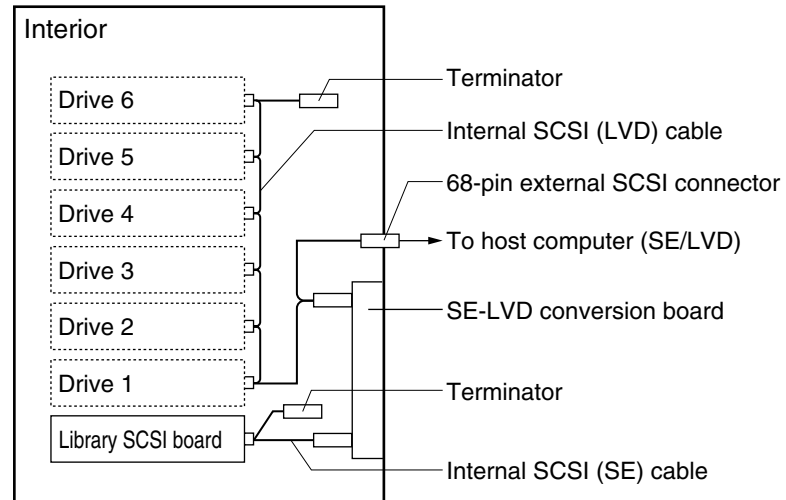 Interior
Drive 6
Drive 5
Drive 4
Drive 3
Drive 2
Drive 1
Library SCSI board
Terminator
Internal SCSI (LVD) cable
68-pin external SCSI connector
To host computer (SE/LVD)
SE-LVD conversion board
Terminator
Internal SCSI (SE) cable